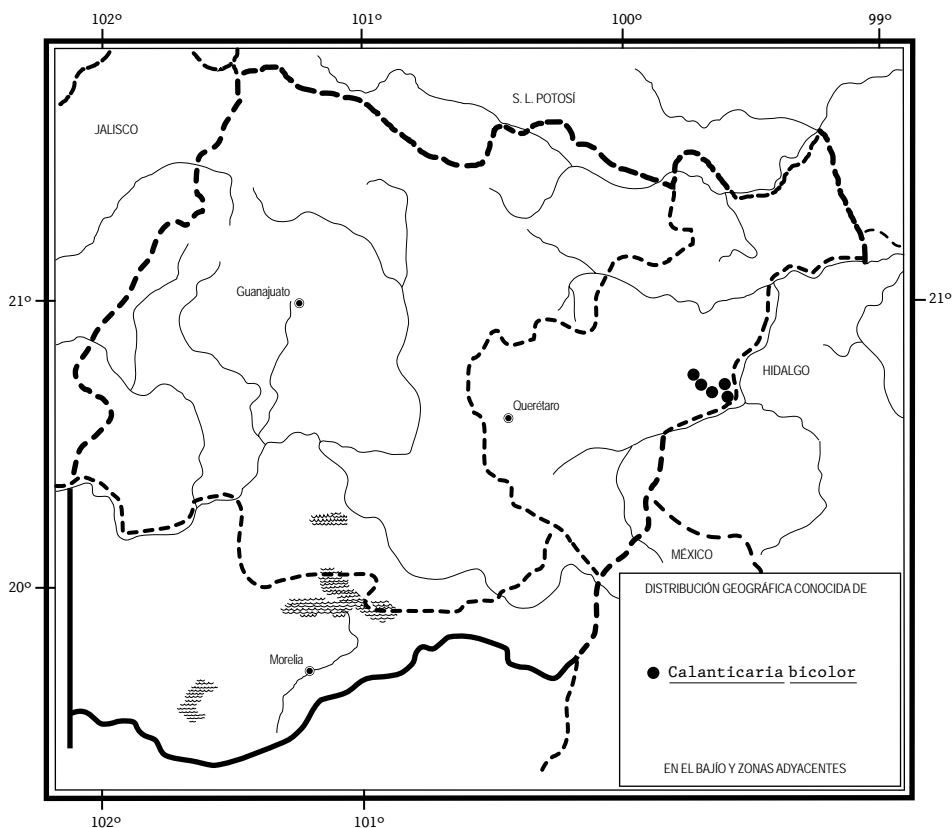 102º 101º 100º 99º
S. L. POTOSÍ
JALISCO
Guanajuato
21º 21º
HIDALGO
Querétaro
MÉXICO
20º
DISTRIBUCIÓN GEOGRÁFICA CONOCIDA DE
Morelia
Calanticaria bicolor
EN EL BAJÍO Y ZONAS ADYACENTES
102º 101º